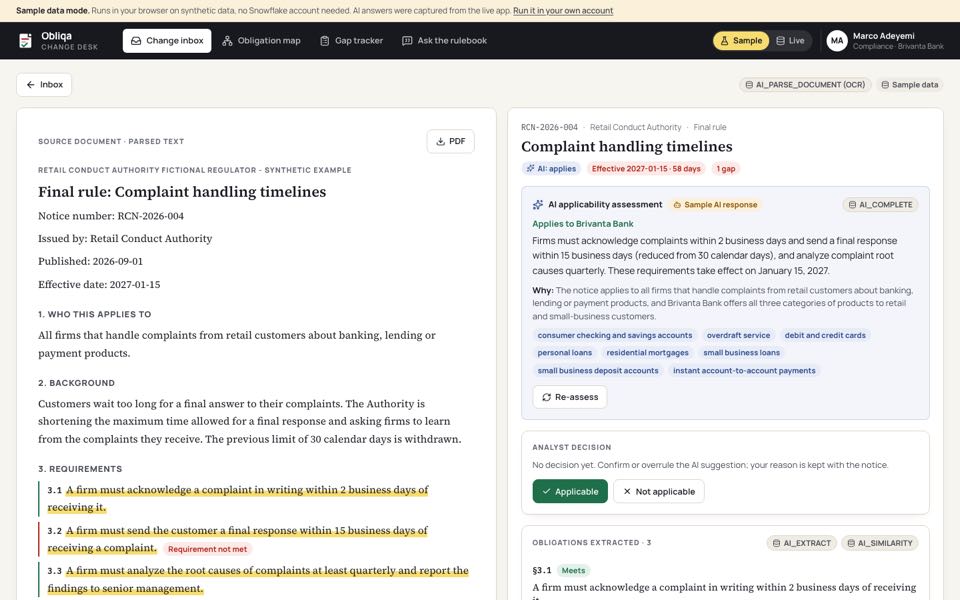 Sample data mode. Runs in your browser on synthetic data, no Snowflake account needed. AI answers were captured from the live app. Run it in your own account
Obliqa
CHANGE DESK
Change inbox
Obligation map
Gap tracker
Ask the rulebook
Sample
Live
MA
Marco Adeyemi
Compliance · Brivanta Bank
Inbox
AI_PARSE_DOCUMENT (OCR)
Sample data
SOURCE DOCUMENT · PARSED TEXT
PDF
RETAIL CONDUCT AUTHORITY FICTIONAL REGULATOR - SYNTHETIC EXAMPLE
Final rule: Complaint handling timelines
Notice number: RCN-2026-004
Issued by: Retail Conduct Authority
Published: 2026-09-01
Effective date: 2027-01-15
1. WHO THIS APPLIES TO
All firms that handle complaints from retail customers about banking, lending or
payment products.
2. BACKGROUND
Customers wait too long for a final answer to their complaints. The Authority is
shortening the maximum time allowed for a final response and asking firms to learn
from the complaints they receive. The previous limit of 30 calendar days is withdrawn.
3. REQUIREMENTS
3.1 A firm must acknowledge a complaint in writing within 2 business days of
receiving it.
3.2 A firm must send the customer a final response within 15 business days of
receiving a complaint. Requirement not met
3.3 A firm must analyze the root causes of complaints at least quarterly and report the
findings to senior management.
RCN-2026-004 · Retail Conduct Authority · Final rule
Complaint handling timelines
AI: applies
Effective 2027-01-15 · 58 days
1 gap
AI applicability assessment
Sample AI response
AI_COMPLETE
Applies to Brivanta Bank
Firms must acknowledge complaints within 2 business days and send a final response
within 15 business days (reduced from 30 calendar days), and analyze complaint root
causes quarterly. These requirements take effect on January 15, 2027.
Why: The notice applies to all firms that handle complaints from retail customers about banking,
lending or payment products, and Brivanta Bank offers all three categories of products to retail
and small-business customers.
consumer checking and savings accounts
overdraft service
debit and credit cards
personal loans
residential mortgages
small business loans
small business deposit accounts
instant account-to-account payments
Re-assess
ANALYST DECISION
No decision yet. Confirm or overrule the AI suggestion; your reason is kept with the notice.
Applicable
Not applicable
OBLIGATIONS EXTRACTED · 3
AI_EXTRACT
AI_SIMILARITY
§3.1 Meets
A firm must acknowledge a complaint in writing within 2 business days of receiving